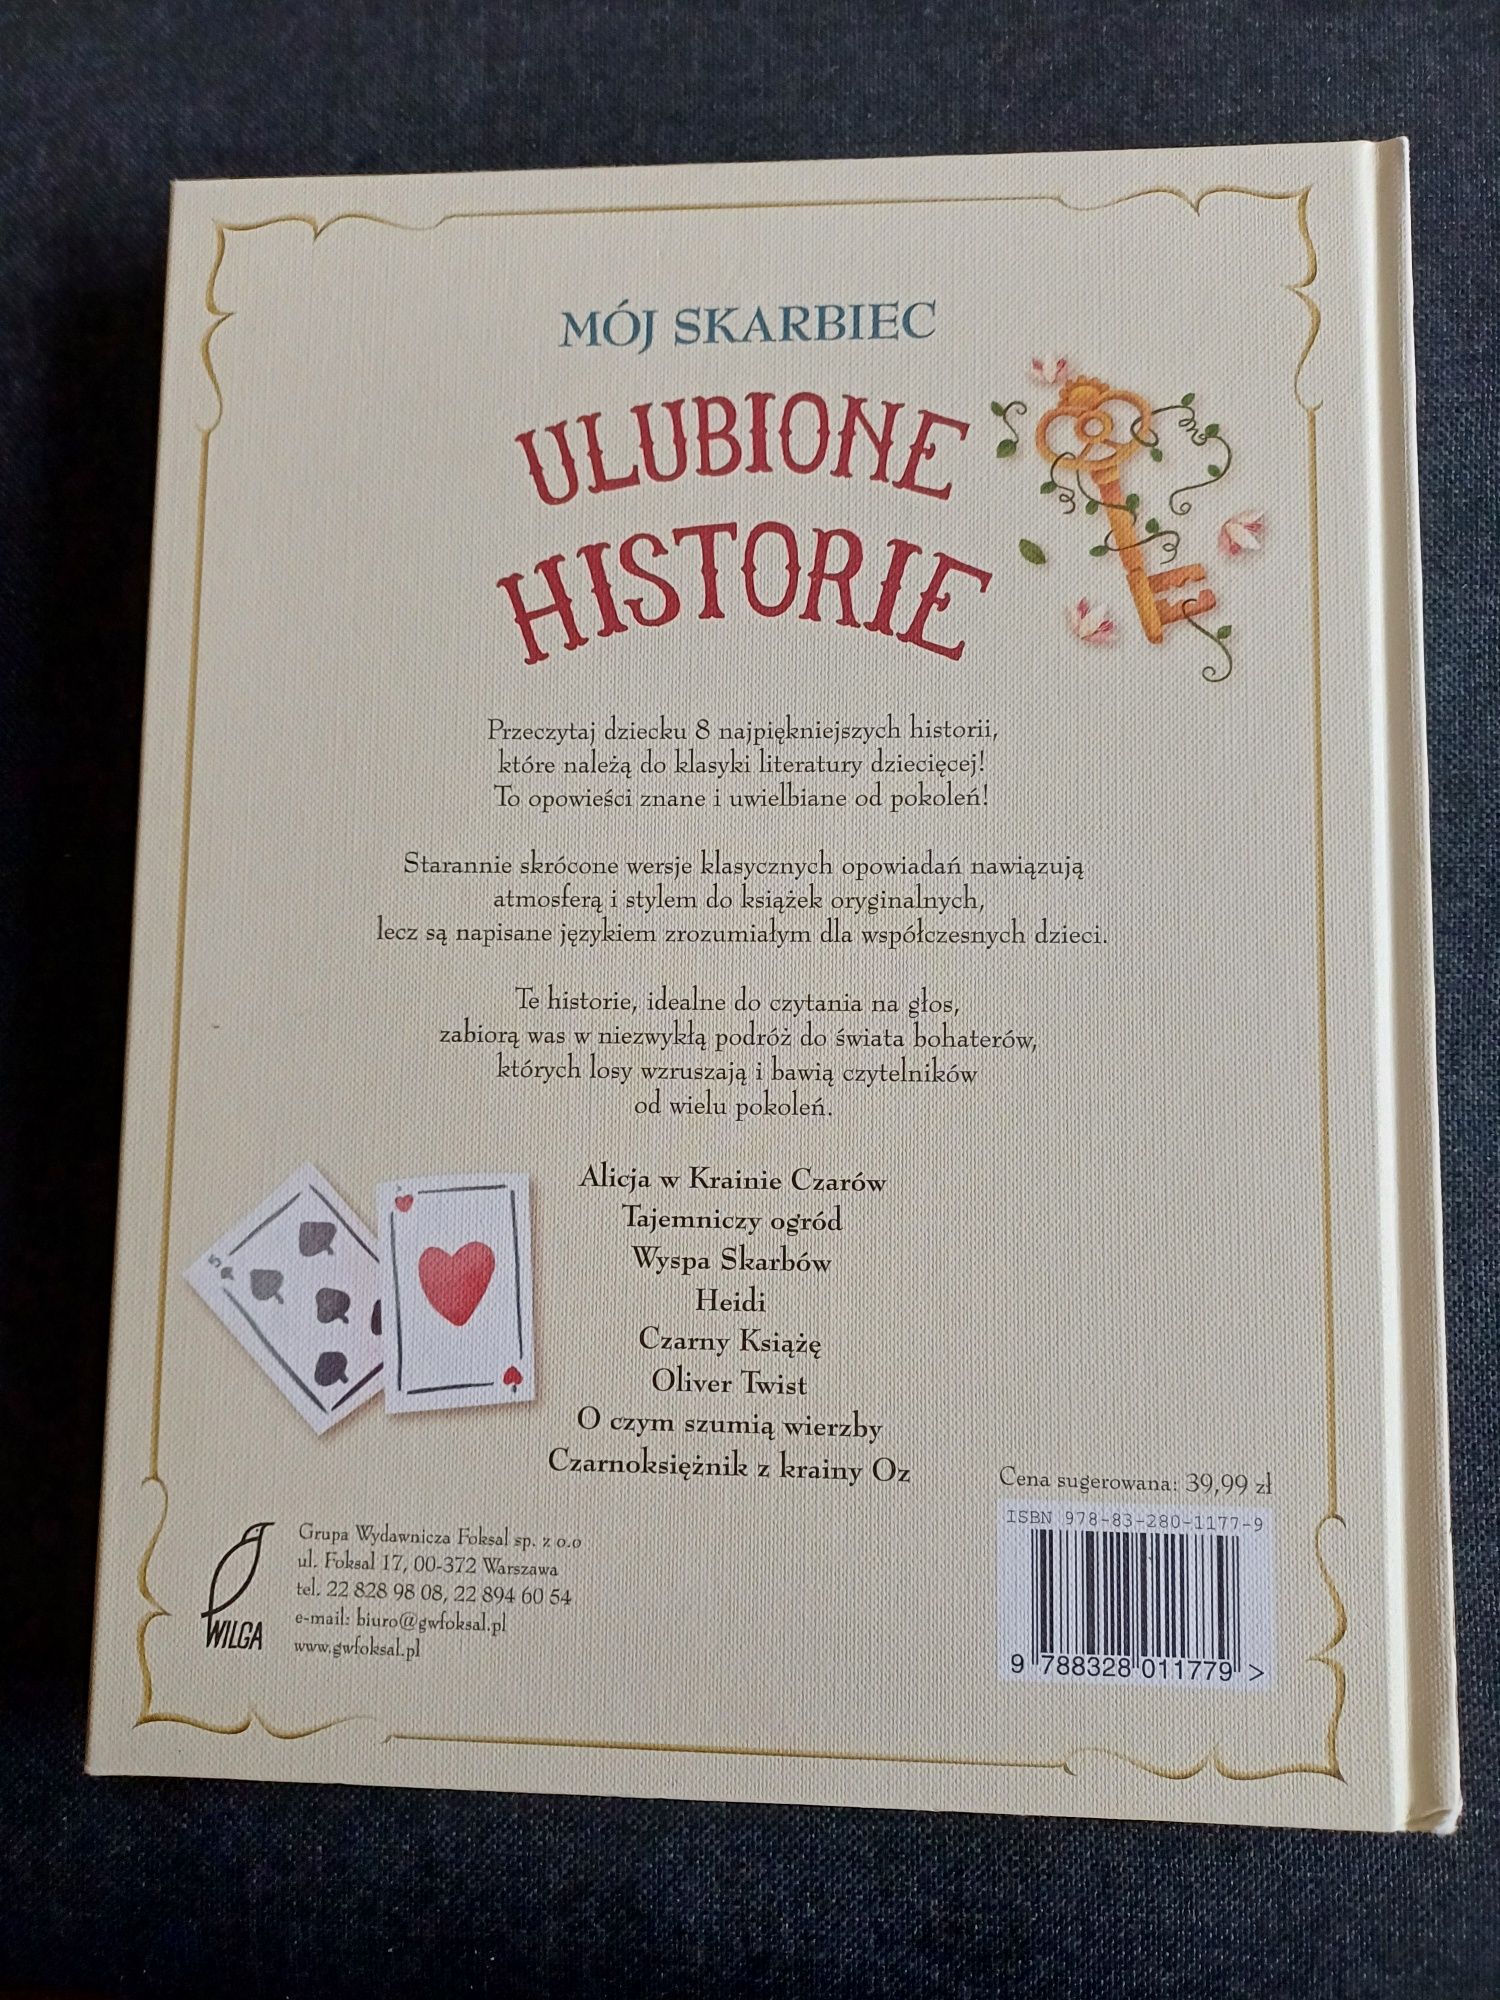 MÓJ SKARBIEC
ULUBIONE
HISTORIE
Przeczytaj dziecku 8 najpiękniejszych historii,
które należą do klasyki literatury dziecięcej!
To opowieści znane i uwielbiane od pokoleń!
Starannie skrócone wersje klasycznych opowiadań nawiązują
atmosferą i stylem do książek oryginalnych,
lecz są napisane językiem zrozumiałym dla współczesnych dzieci.
Te historie, idealne do czytania na głos,
zabiorą was w niezwykłą podróż do świata bohaterów,
których losy wzruszają i bawią czytelników
od wielu pokoleń.
Alicja w Krainie Czarów
Tajemniczy ogród
Wyspa Skarbów
Heidi
Czarny Książę
Oliver Twist
O czym szumią wierzby
Czarnoksiężnik z krainy Oz
5
WILGA
Grupa Wydawnicza Foksal sp. z o.o
ul. Foksal 17, 00-372 Warszawa
tel. 22 828 98 08, 22 894 60 54
e-mail: biuro@gwfoksal.pl
www.gwfoksal.pl
Cena sugerowana: 39,99 zł
ISBN 978-83-280-1177-9
9 788328 011779 >